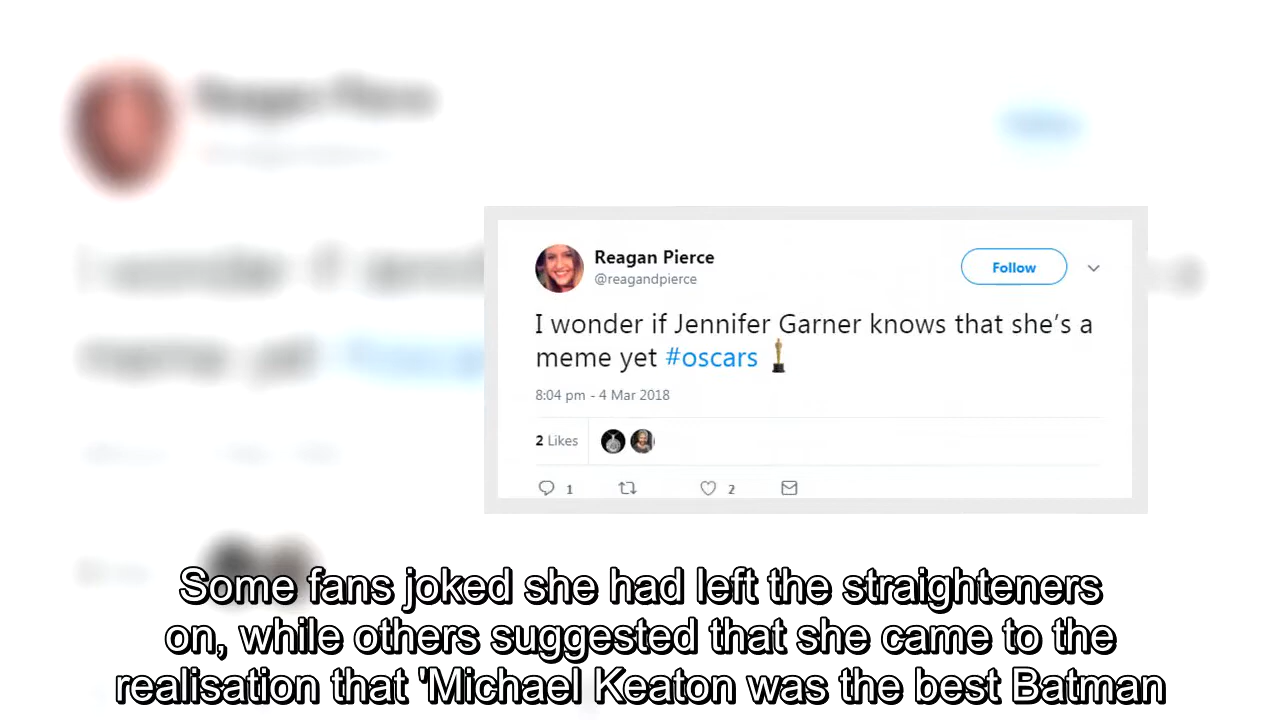 Reagan Pierce
@reagandpierce
Follow
I wonder if Jennifer Garner knows that she's a
meme yet #oscars
8:04 pm - 4 Mar 2018
2 Likes
1
2
Some fans joked she had left the straighteners
on, while others suggested that she came to the
realisation that 'Michael Keaton was the best Batman